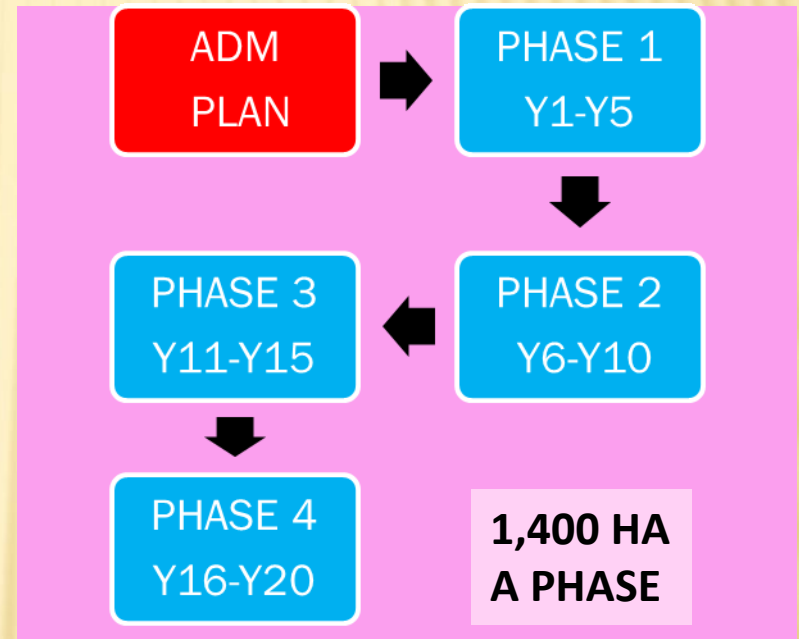 ADM
PLAN
PHASE 1
Y1-Y5
PHASE 2
Y6-Y10
PHASE 3
Y11-Y15
PHASE 4
Y16-Y20
1,400 HA
A PHASE